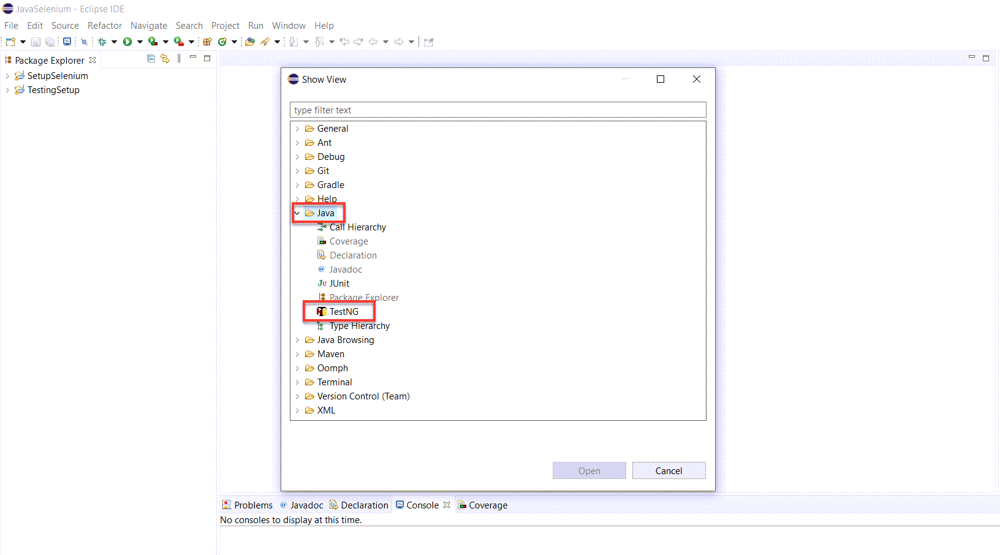 JavaSelenium - Eclipse IDE
File Edit Source Refactor Navigate Search Project Run Window Help
Package Explorer
SetupSelenium
TestingSetup
Show View
type filter text
General
Ant
Debug
Git
Gradle
Help
Java
Call Hierarchy
Coverage
Declaration
Javadoc
JUnit
Package Explorer
TestNG
Type Hierarchy
Java Browsing
Maven
Oomph
Terminal
Version Control (Team)
XML
Open Cancel
Problems @ Javadoc Declaration Console Coverage
No consoles to display at this time.